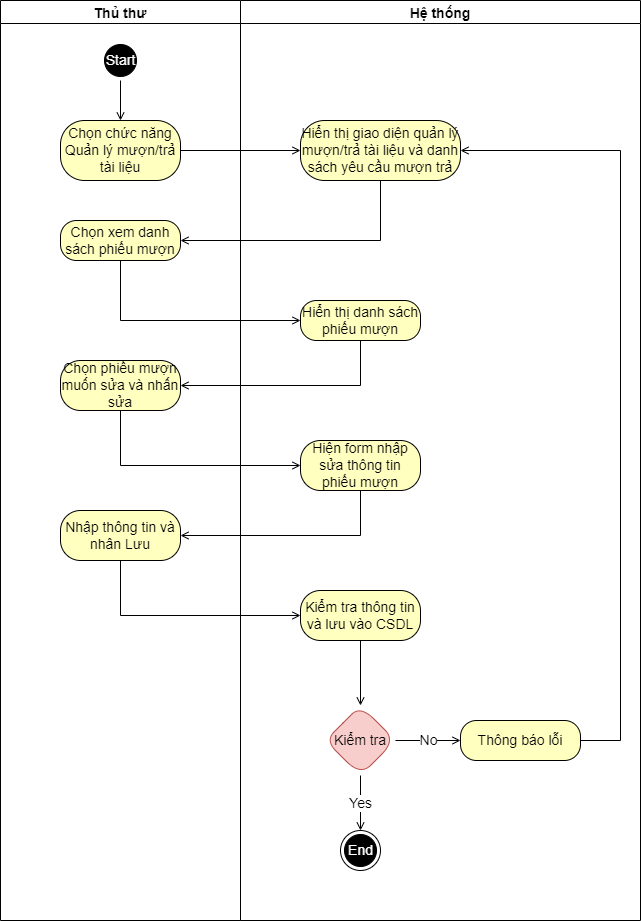 Thủ thư
Hệ thống
Start
Chọn chức năng
Quản lý mượn/trả
tài liệu
Hiển thị giao diện quản lý
mượn/trả tài liệu và danh
sách yêu cầu mượn trả
Chọn xem danh
sách phiếu mượn
Hiển thị danh sách
phiếu mượn
Chọn phiếu mượn
muốn sửa và nhấn
sửa
Hiện form nhập
sửa thông tin
phiếu mượn
Nhập thông tin và
nhân Lưu
Kiểm tra thông tin
và lưu vào CSDL
Kiểm tra
No
Thông báo lỗi
Yes
End